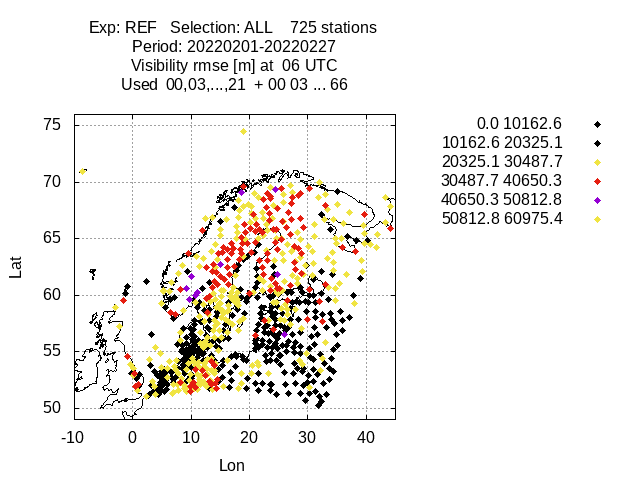 Exp: REF   Selection: ALL    725 stations
Period: 20220201-20220227
Visibility rmse [m] at  06 UTC
Used  00,03,...,21  + 00 03 ... 66
0.0 10162.6
10162.6 20325.1
20325.1 30487.7
30487.7 40650.3
40650.3 50812.8
50812.8 60975.4
75
70
65
60
55
50
Lat
-10 0 10 20 30 40
Lon